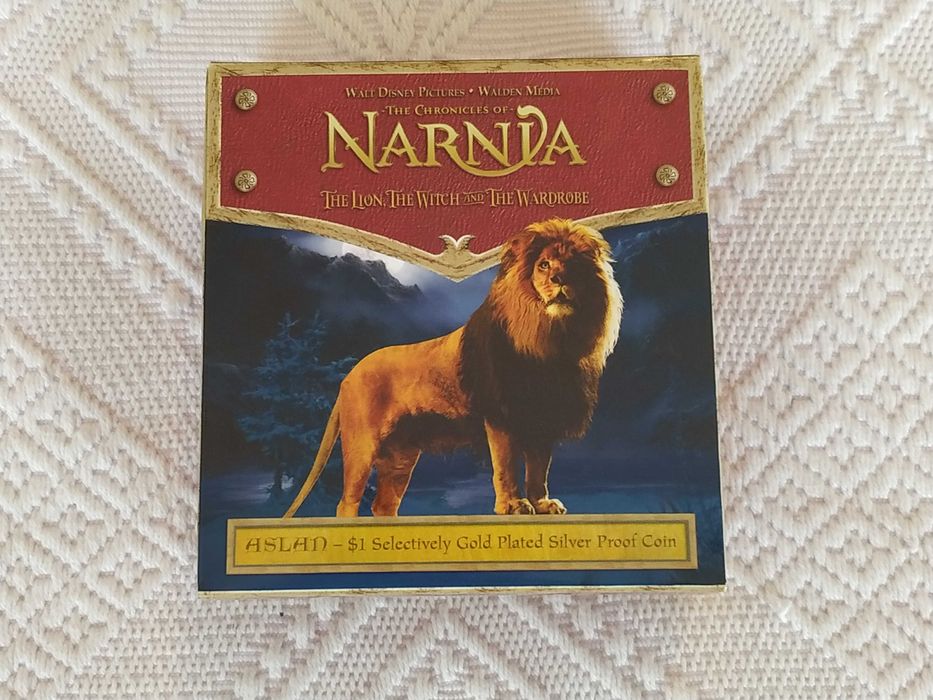 WALT DISNEY PICTURES • WALDEN MEDIA
-THE CHRONICLES OF-
NARNIA
THE LION, THE WITCH AND THE WARDROBE
ASLAN – $1 Selectively Gold Plated Silver Proof Coin